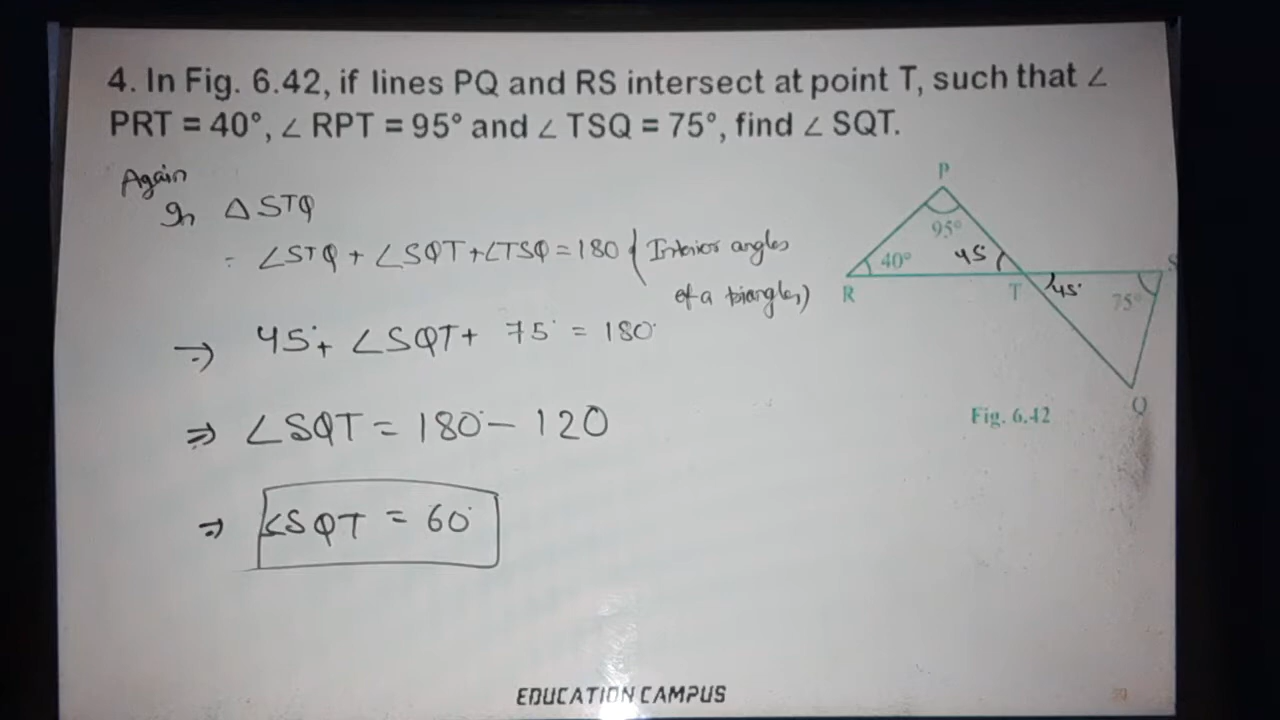 4. In Fig. 6.42, if lines PQ and RS intersect at point T, such that ∠
PRT = 40°, ∠ RPT = 95° and ∠ TSQ = 75°, find ∠ SQT.
Again
In △ STQ
= ∠STQ + ∠SQT + ∠TSQ = 180 ( Interior angles
of a triangles)
⇒ 45° + ∠SQT + 75° = 180°
⇒ ∠SQT = 180° - 120
⇒ ∠SQT = 60°
P
95°
40°
45°
S
R
T
45°
75°
Q
Fig. 6.42
EDUCATION CAMPUS